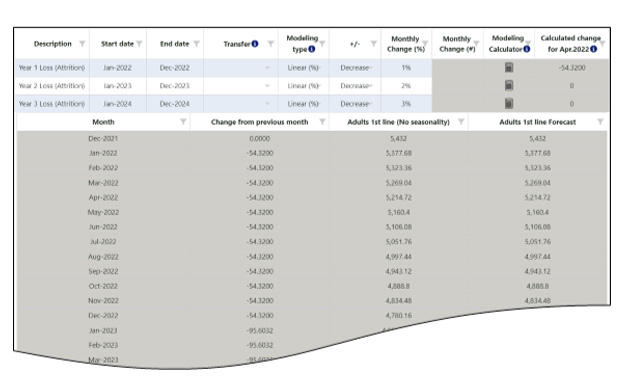 Description Start date End date Transfer Modeling type +/- Monthly Change (%) Monthly Change (#) Modeling Calculator Calculated change for Apr.2022
Year 1 Loss (Attrition) Jan-2022 Dec-2022 Linear (%) Decrease 1% -54.3200
Year 2 Loss (Attrition) Jan-2023 Dec-2023 Linear (%) Decrease 2% 0
Year 3 Loss (Attrition) Jan-2024 Dec-2024 Linear (%) Decrease 3% 0
Month Change from previous month Adults 1st line (No seasonality) Adults 1st line Forecast
Dec-2021 0.0000 5,432 5,432
Jan-2022 -54.3200 5,377.68 5,377.68
Feb-2022 -54.3200 5,323.36 5,323.36
Mar-2022 -54.3200 5,269.04 5,269.04
Apr-2022 -54.3200 5,214.72 5,214.72
May-2022 -54.3200 5,160.4 5,160.4
Jun-2022 -54.3200 5,106.08 5,106.08
Jul-2022 -54.3200 5,051.76 5,051.76
Aug-2022 -54.3200 4,997.44 4,997.44
Sep-2022 -54.3200 4,943.12 4,943.12
Oct-2022 -54.3200 4,888.8 4,888.8
Nov-2022 -54.3200 4,834.48 4,834.48
Dec-2022 -54.3200 4,780.16
Jan-2023 -95.6032
Feb-2023 -95.6032
Mar-2023 -95.6032